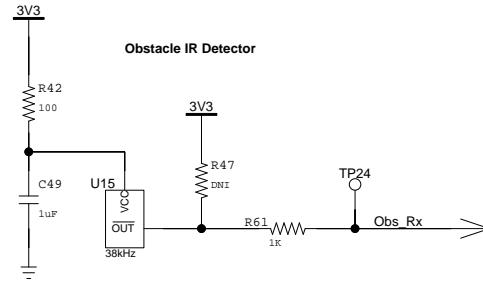 3V3
Obstacle IR Detector
R42
100
3V3
R47
DNI
TP24
C49
1uF
U15
VCC
OUT
38kHz
R61
1K
Obs_Rx